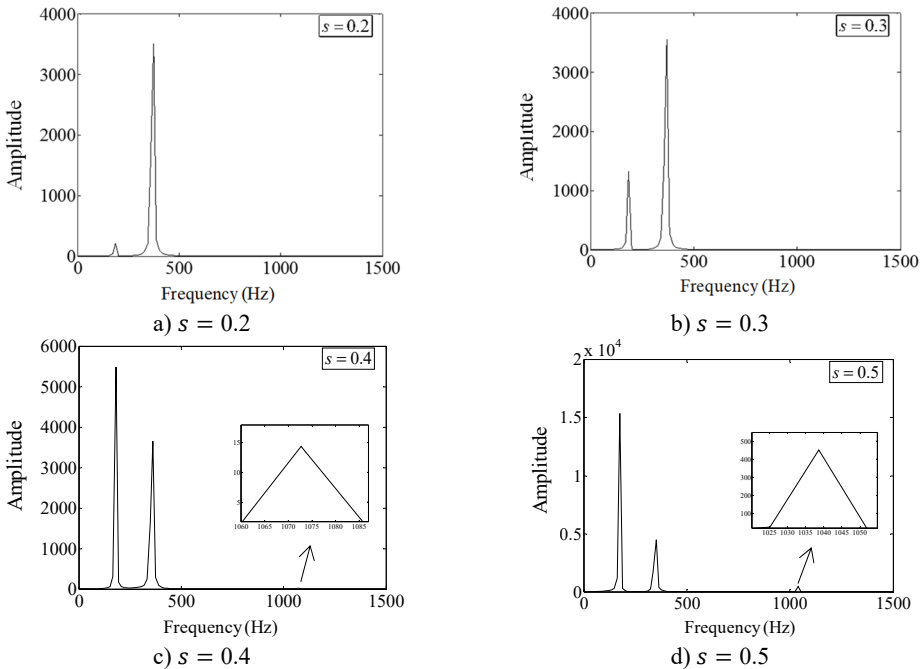 4000
3000
2000
1000
0
0 500 1000 1500
Amplitude
Frequency (Hz)
s = 0.2
a) s = 0.2
4000
3000
2000
1000
0
0 500 1000 1500
Amplitude
Frequency (Hz)
s = 0.3
b) s = 0.3
6000
5000
4000
3000
2000
1000
0
0 500 1000 1500
Amplitude
Frequency (Hz)
s = 0.4
15
10
5
1060 1065 1070 1075 1080 1085
c) s = 0.4
2 x 10^4
1.5
1
0.5
0
0 500 1000 1500
Amplitude
Frequency (Hz)
s = 0.5
500
400
300
200
100
1025 1030 1035 1040 1045 1050
d) s = 0.5